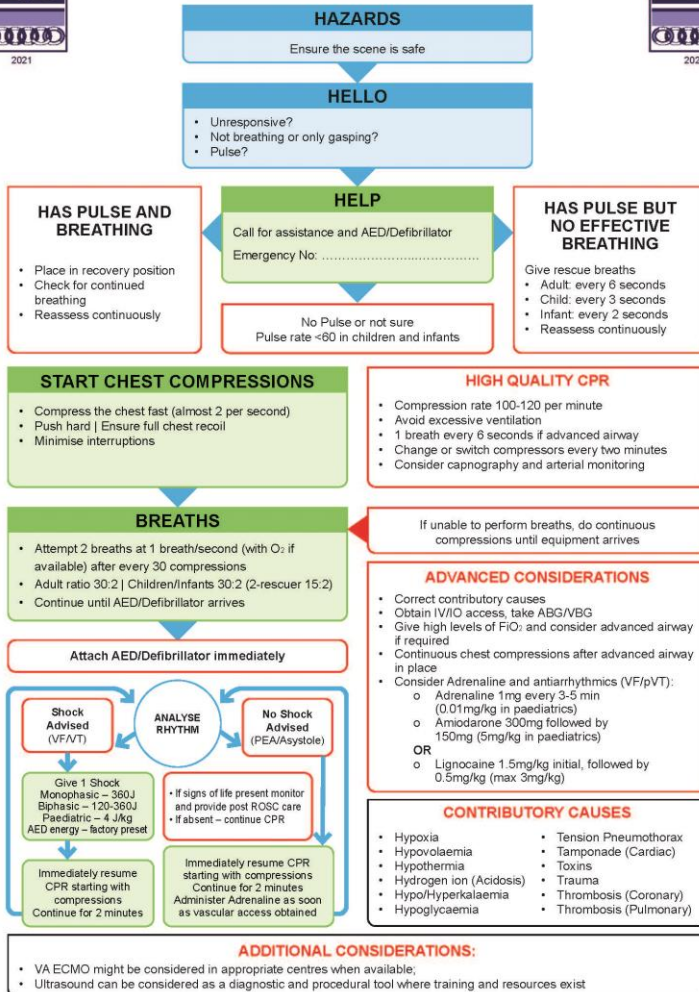 2021
202
HAZARDS
Ensure the scene is safe
HELLO
• Unresponsive?
• Not breathing or only gasping?
• Pulse?
HAS PULSE AND
BREATHING
• Place in recovery position
• Check for continued
breathing
• Reassess continuously
HELP
Call for assistance and AED/Defibrillator
Emergency No: ……………………………
HAS PULSE BUT
NO EFFECTIVE
BREATHING
Give rescue breaths
• Adult: every 6 seconds
• Child: every 3 seconds
• Infant: every 2 seconds
• Reassess continuously
No Pulse or not sure
Pulse rate <60 in children and infants
START CHEST COMPRESSIONS
• Compress the chest fast (almost 2 per second)
• Push hard | Ensure full chest recoil
• Minimise interruptions
HIGH QUALITY CPR
• Compression rate 100-120 per minute
• Avoid excessive ventilation
• 1 breath every 6 seconds if advanced airway
• Change or switch compressors every two minutes
• Consider capnography and arterial monitoring
BREATHS
• Attempt 2 breaths at 1 breath/second (with O₂ if
available) after every 30 compressions
• Adult ratio 30:2 | Children/Infants 30:2 (2-rescuer 15:2)
• Continue until AED/Defibrillator arrives
If unable to perform breaths, do continuous
compressions until equipment arrives
Attach AED/Defibrillator immediately
ADVANCED CONSIDERATIONS
• Correct contributory causes
• Obtain IV/IO access, take ABG/VBG
• Give high levels of FiO₂ and consider advanced airway
if required
• Continuous chest compressions after advanced airway
in place
• Consider Adrenaline and antiarrhythmics (VF/pVT):
o Adrenaline 1mg every 3-5 min
(0.01mg/kg in paediatrics)
o Amiodarone 300mg followed by
150mg (5mg/kg in paediatrics)
OR
o Lignocaine 1.5mg/kg initial, followed by
0.5mg/kg (max 3mg/kg)
Shock
Advised
(VF/VT)
ANALYSE
RHYTHM
No Shock
Advised
(PEA/Asystole)
Give 1 Shock
Monophasic – 360J
Biphasic – 120-360J
Paediatric – 4 J/kg
AED energy – factory preset
• If signs of life present monitor
and provide post ROSC care
• If absent – continue CPR
Immediately resume
CPR starting with
compressions
Continue for 2 minutes
Immediately resume CPR
starting with compressions
Continue for 2 minutes
Administer Adrenaline as soon
as vascular access obtained
CONTRIBUTORY CAUSES
• Hypoxia
• Hypovolaemia
• Hypothermia
• Hydrogen ion (Acidosis)
• Hypo/Hyperkalaemia
• Hypoglycaemia
• Tension Pneumothorax
• Tamponade (Cardiac)
• Toxins
• Trauma
• Thrombosis (Coronary)
• Thrombosis (Pulmonary)
ADDITIONAL CONSIDERATIONS:
• VA ECMO might be considered in appropriate centres when available;
• Ultrasound can be considered as a diagnostic and procedural tool where training and resources exist